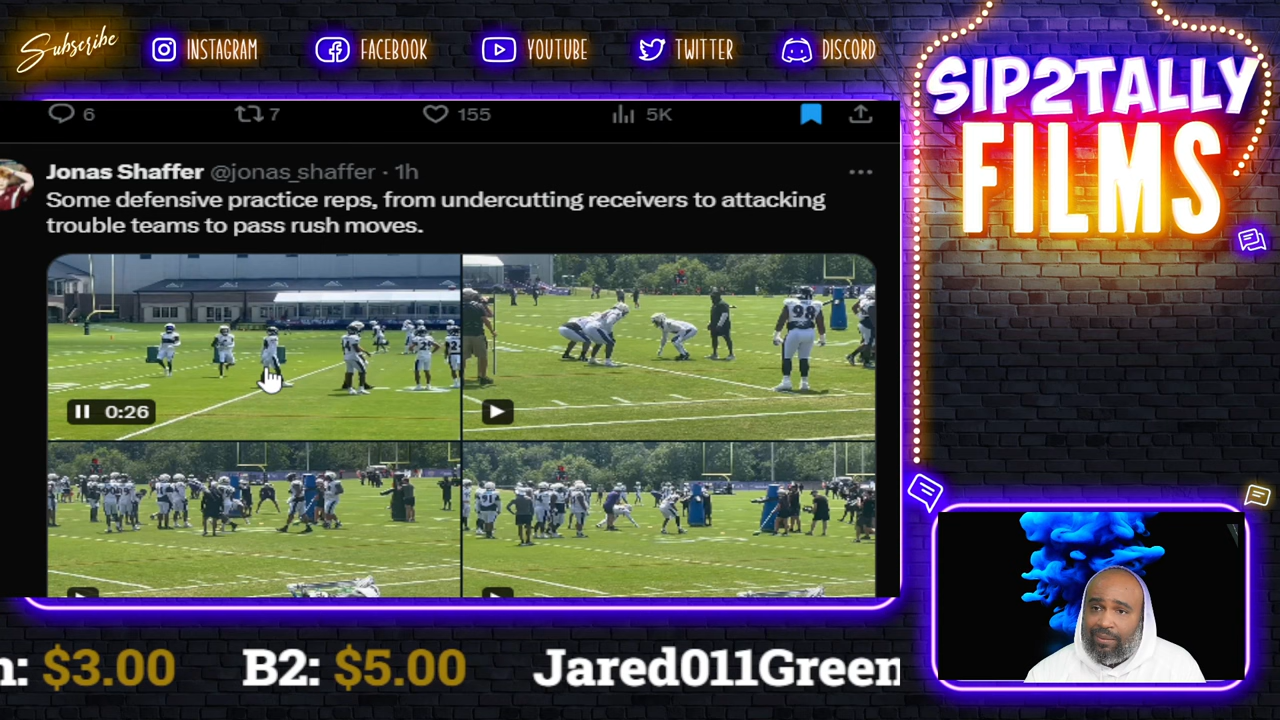 Subscribe
INSTAGRAM
FACEBOOK
YOUTUBE
TWITTER
DISCORD
SIP2TALLY
FILMS
6
7
155
5K
Jonas Shaffer @jonas_shaffer · 1h
Some defensive practice reps, from undercutting receivers to attacking
trouble teams to pass rush moves.
98
0:26
n: $3.00 B2: $5.00 Jared011Green